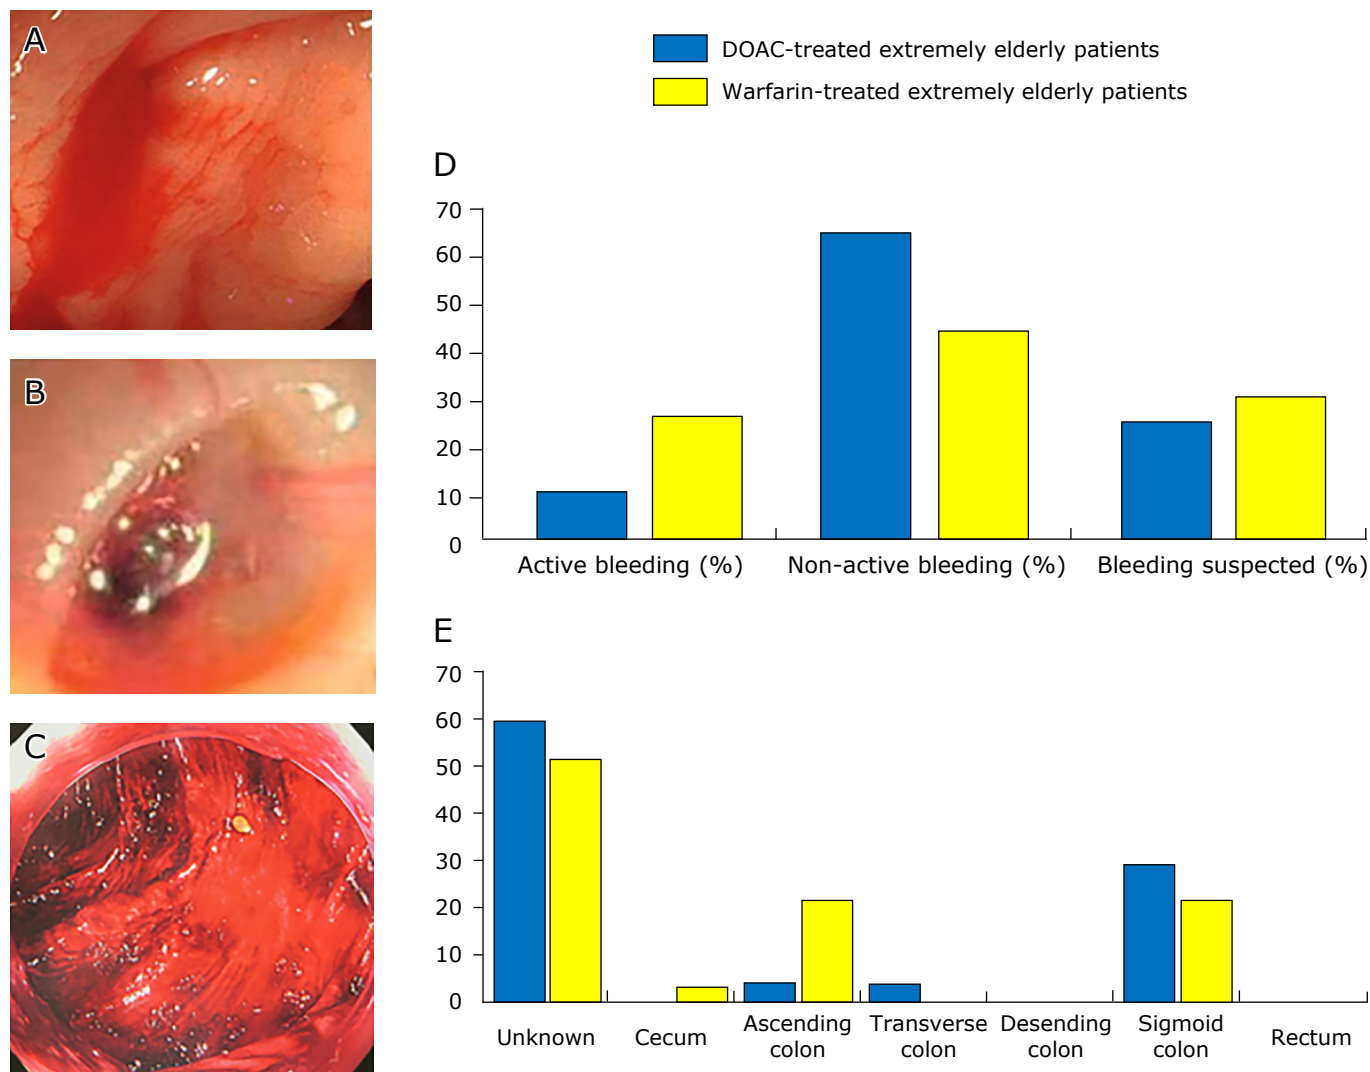 A
B
C
DOAC-treated extremely elderly patients
Warfarin-treated extremely elderly patients
D
70
60
50
40
30
20
10
0
Active bleeding (%)
Non-active bleeding (%)
Bleeding suspected (%)
E
70
60
50
40
30
20
10
0
Unknown
Cecum
Ascending
colon
Transverse
colon
Desending
colon
Sigmoid
colon
Rectum